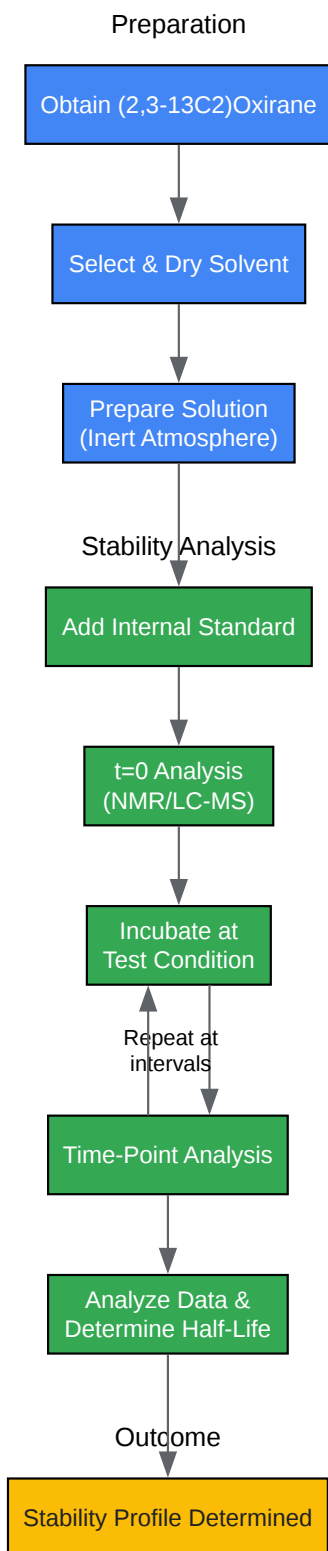 Preparation
Obtain (2,3-13C2)Oxirane
Select & Dry Solvent
Prepare Solution
(Inert Atmosphere)
Stability Analysis
Add Internal Standard
t=0 Analysis
(NMR/LC-MS)
Incubate at
Test Condition
Repeat at
intervals
Time-Point Analysis
Analyze Data &
Determine Half-Life
Outcome
Stability Profile Determined